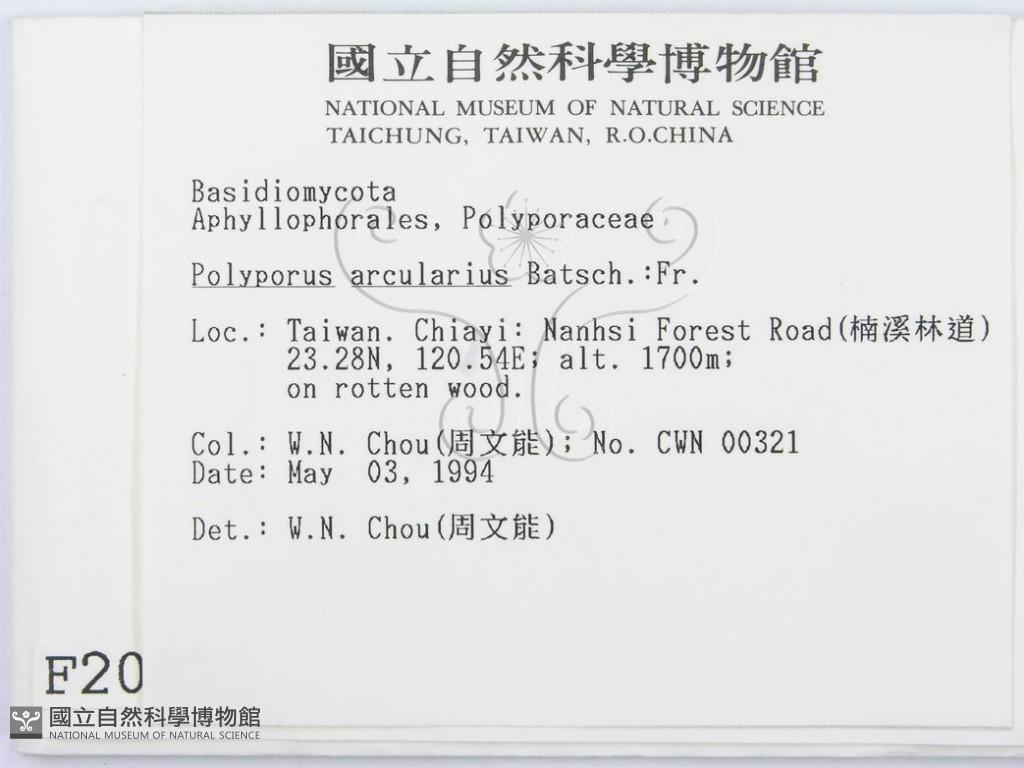 國立自然科學博物館
NATIONAL MUSEUM OF NATURAL SCIENCE
TAICHUNG, TAIWAN, R.O.CHINA
Basidiomycota
Aphyllophorales, Polyporaceae
Polyporus arcularius Batsch.:Fr.
Loc.: Taiwan. Chiayi: Nanhsi Forest Road(楠溪林道)
23.28N, 120.54E; alt. 1700m;
on rotten wood.
Col.: W.N. Chou(周文能); No. CWN 00321
Date: May 03, 1994
Det.: W.N. Chou(周文能)
F20
國立自然科學博物館
NATIONAL MUSEUM OF NATURAL SCIENCE